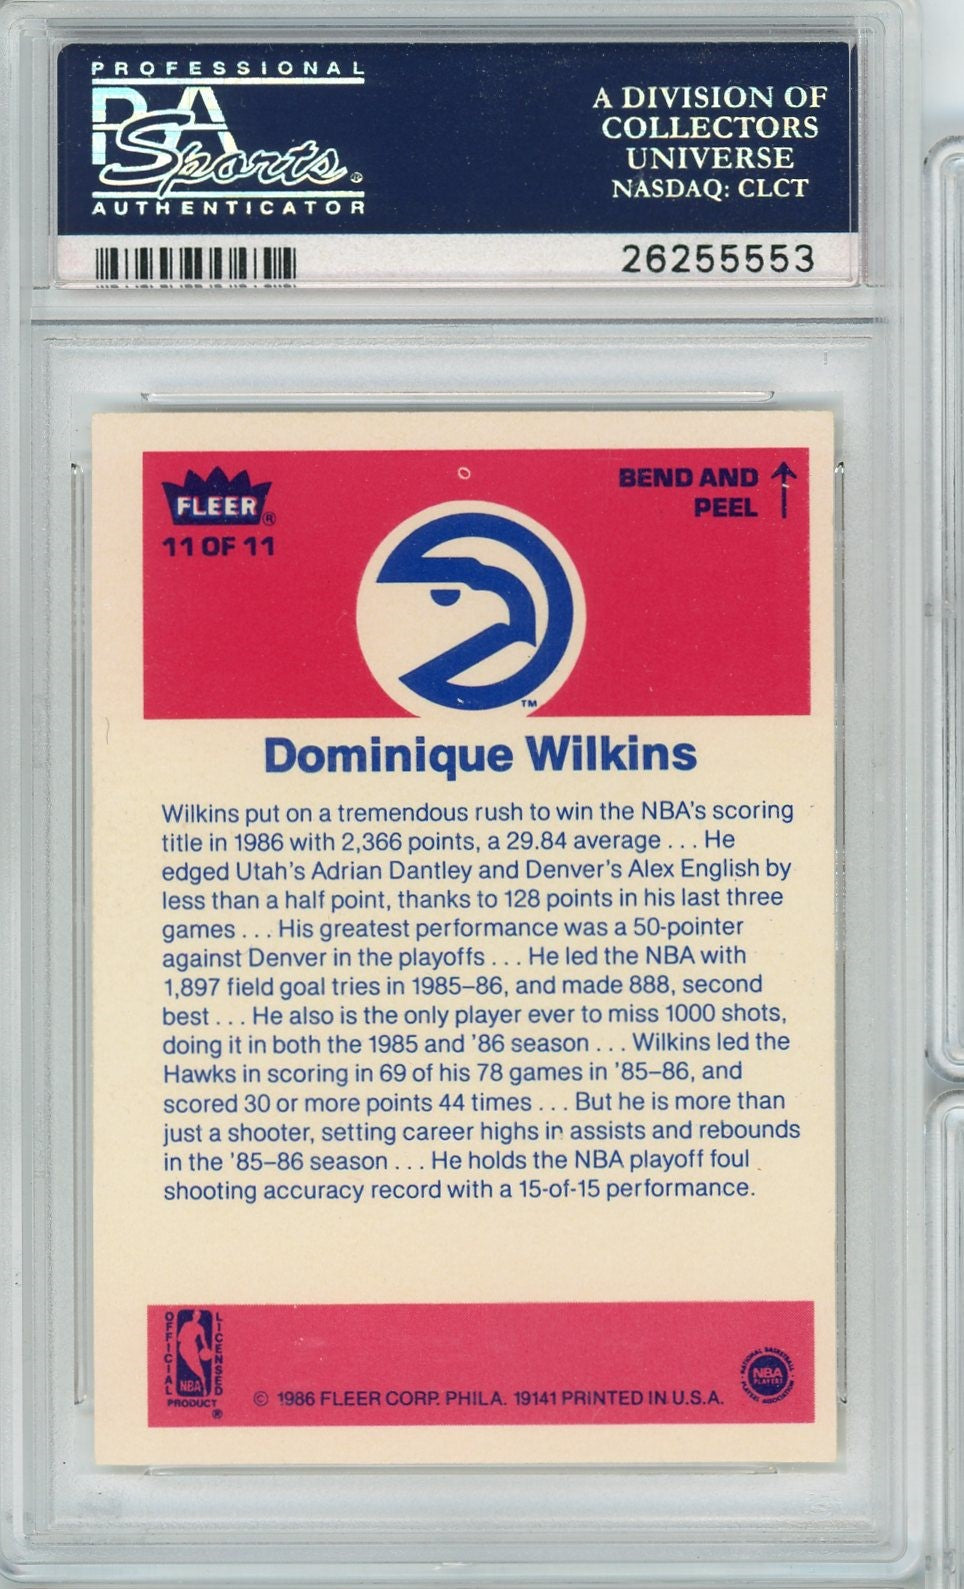 PROFESSIONAL
PSA
Sports®
AUTHENTICATOR
A DIVISION OF
COLLECTORS
UNIVERSE
NASDAQ: CLCT
26255553
FLEER®
11 OF 11
BEND AND
PEEL
TM
Dominique Wilkins
Wilkins put on a tremendous rush to win the NBA's scoring
title in 1986 with 2,366 points, a 29.84 average . . . He
edged Utah's Adrian Dantley and Denver's Alex English by
less than a half point, thanks to 128 points in his last three
games . . . His greatest performance was a 50-pointer
against Denver in the playoffs . . . He led the NBA with
1,897 field goal tries in 1985–86, and made 888, second
best . . . He also is the only player ever to miss 1000 shots,
doing it in both the 1985 and '86 season . . . Wilkins led the
Hawks in scoring in 69 of his 78 games in '85–86, and
scored 30 or more points 44 times . . . But he is more than
just a shooter, setting career highs in assists and rebounds
in the '85–86 season . . . He holds the NBA playoff foul
shooting accuracy record with a 15-of-15 performance.
OFFICIAL
LICENSED
NBA
PRODUCT
®
© 1986 FLEER CORP. PHILA. 19141 PRINTED IN U.S.A.
NATIONAL BASKETBALL
NBA
PLAYERS
PLAYERS ASSOCIATION